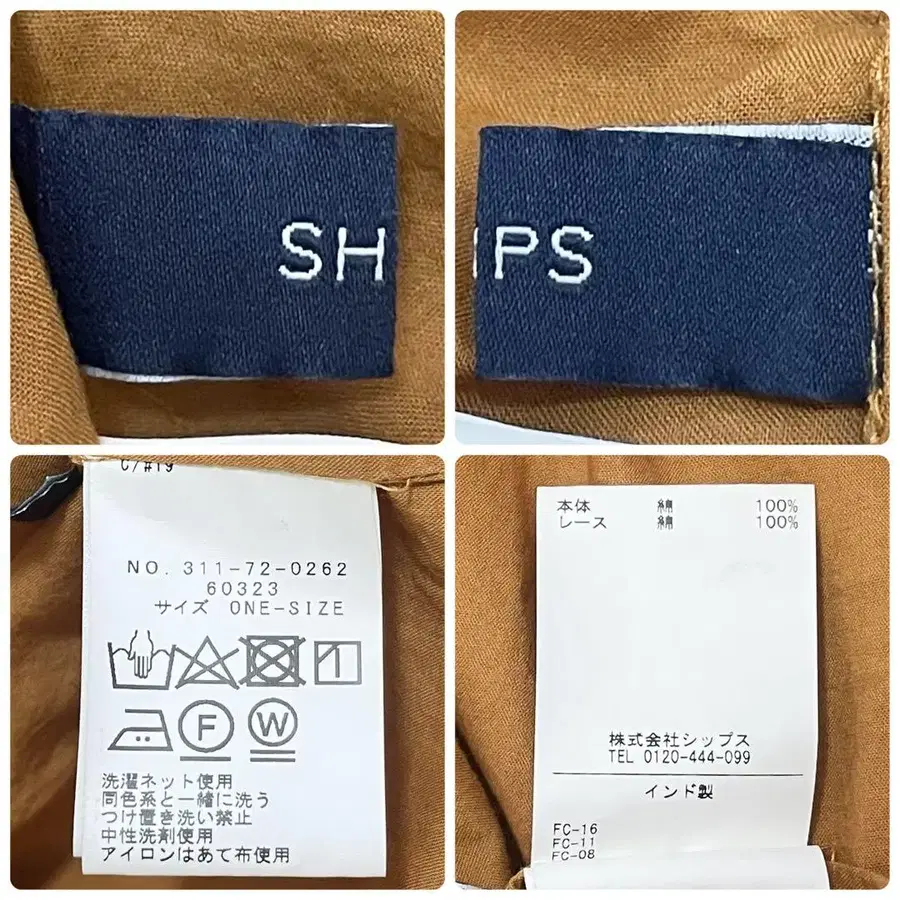 SH
IPS
C/#19
NO. 311-72-0262
60323
サイズ ONE-SIZE
F
W
洗濯ネット使用
同色系と一緒に洗う
つけ置き洗い禁止
中性洗剤使用
アイロンはあて布使用
本体 綿 100%
レース 綿 100%
株式会社シップス
TEL 0120-444-099
インド製
FC-16
FC-11
FC-08